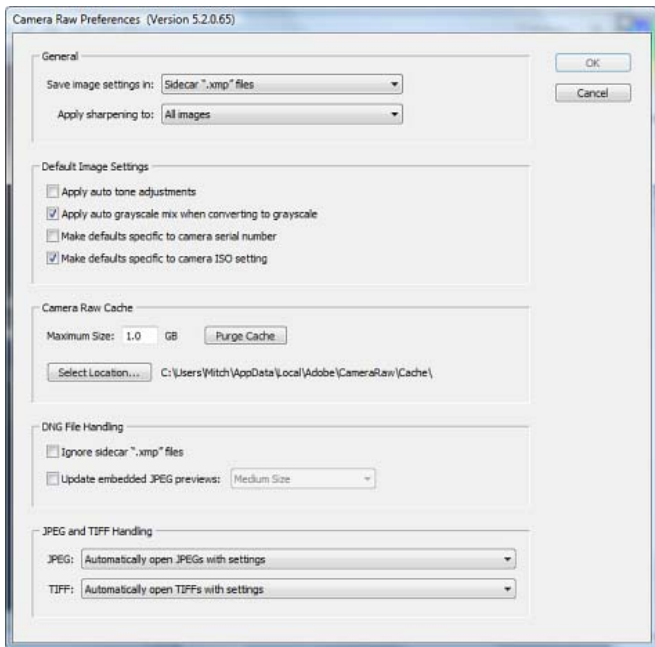 Camera Raw Preferences (Version 5.2.0.65)
General
Save image settings in: Sidecar ".xmp" files
Apply sharpening to: All images
OK
Cancel
Default Image Settings
Apply auto tone adjustments
Apply auto grayscale mix when converting to grayscale
Make defaults specific to camera serial number
Make defaults specific to camera ISO setting
Camera Raw Cache
Maximum Size: 1.0 GB Purge Cache
Select Location... C:\Users\Mitch\AppData\Local\Adobe\CameraRaw\Cache\
DNG File Handling
Ignore sidecar ".xmp" files
Update embedded JPEG previews: Medium Size
JPEG and TIFF Handling
JPEG: Automatically open JPEGs with settings
TIFF: Automatically open TIFFs with settings